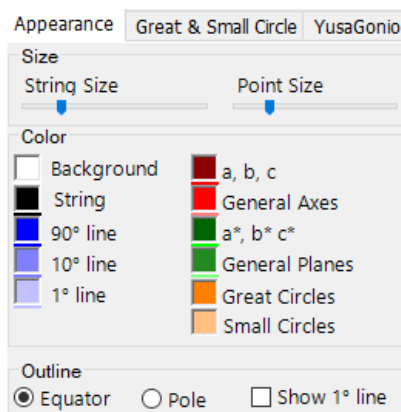 Appearance Great & Small Circle YusaGonio
Size
String Size Point Size
Color
Background a, b, c
String General Axes
90° line a*, b* c*
10° line General Planes
1° line Great Circles
Small Circles
Outline
Equator Pole Show 1° line